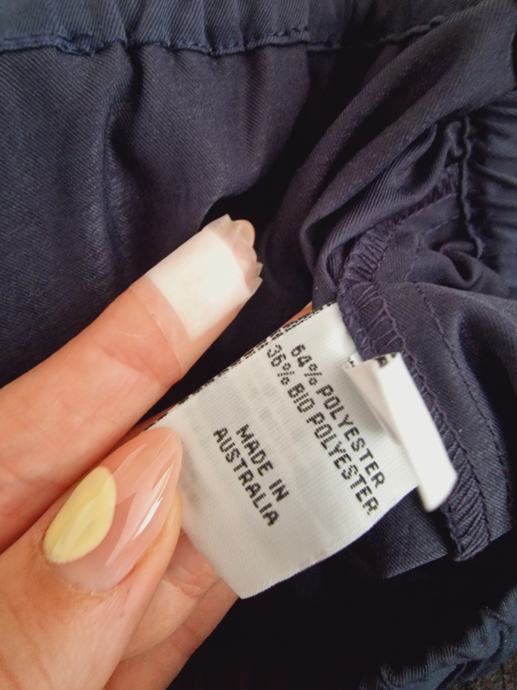 64% POLYESTER
36% BIO POLYESTER
MADE IN
AUSTRALIA